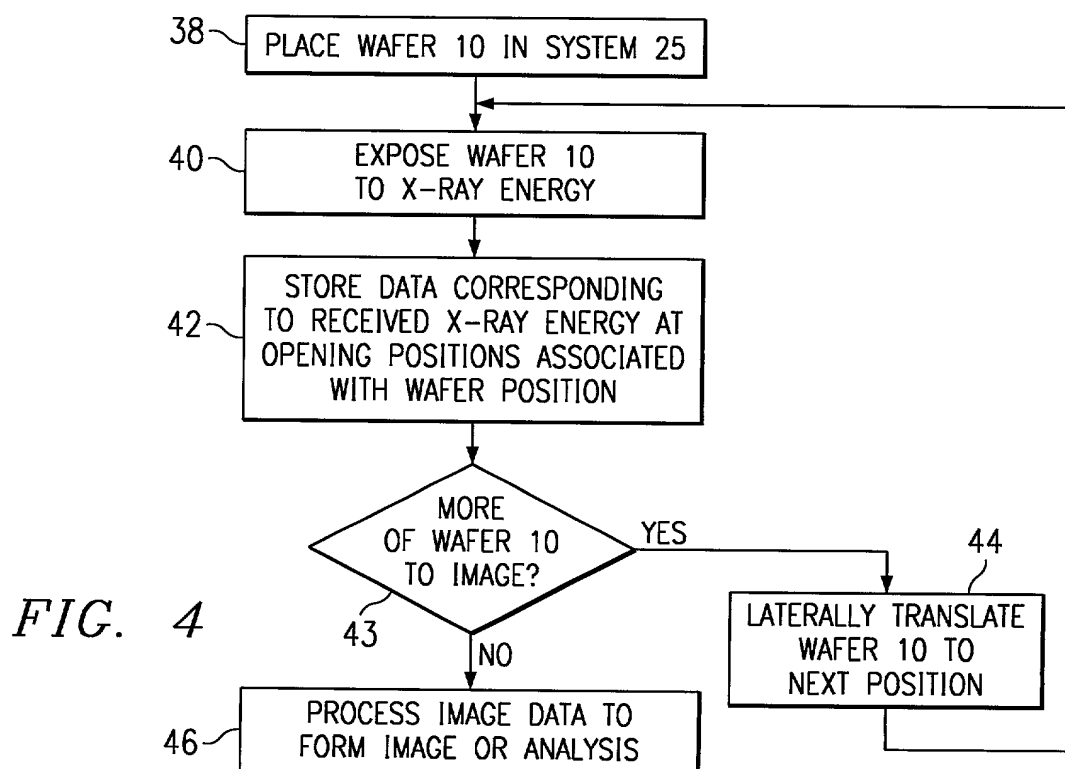 38
PLACE WAFER 10 IN SYSTEM 25
40
EXPOSE WAFER 10
TO X-RAY ENERGY
42
STORE DATA CORRESPONDING
TO RECEIVED X-RAY ENERGY AT
OPENING POSITIONS ASSOCIATED
WITH WAFER POSITION
MORE
OF WAFER 10
TO IMAGE?
43
YES
NO
44
LATERALLY TRANSLATE
WAFER 10 TO
NEXT POSITION
46
PROCESS IMAGE DATA TO
FORM IMAGE OR ANALYSIS
FIG. 4